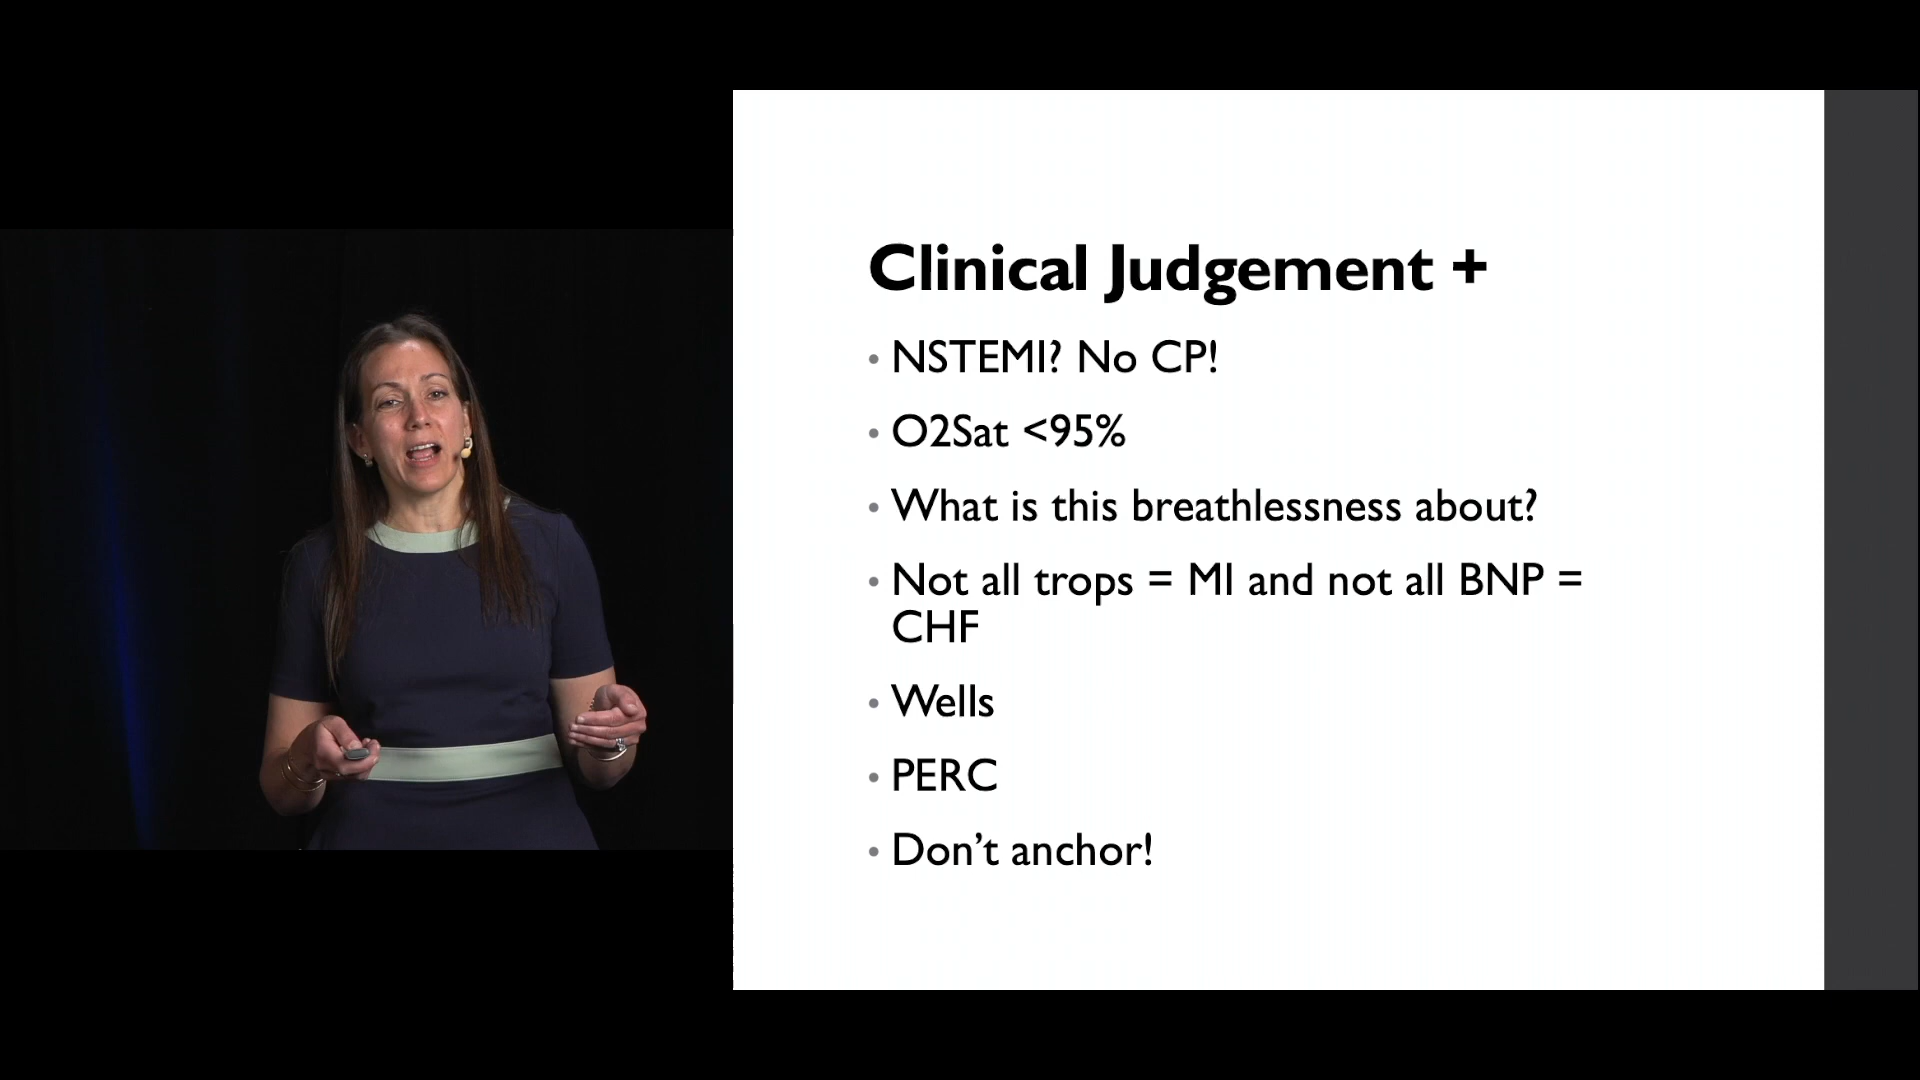 Clinical Judgement +
• NSTEMI? No CP!
• O2Sat <95%
• What is this breathlessness about?
• Not all trops = MI and not all BNP =
CHF
• Wells
• PERC
• Don't anchor!